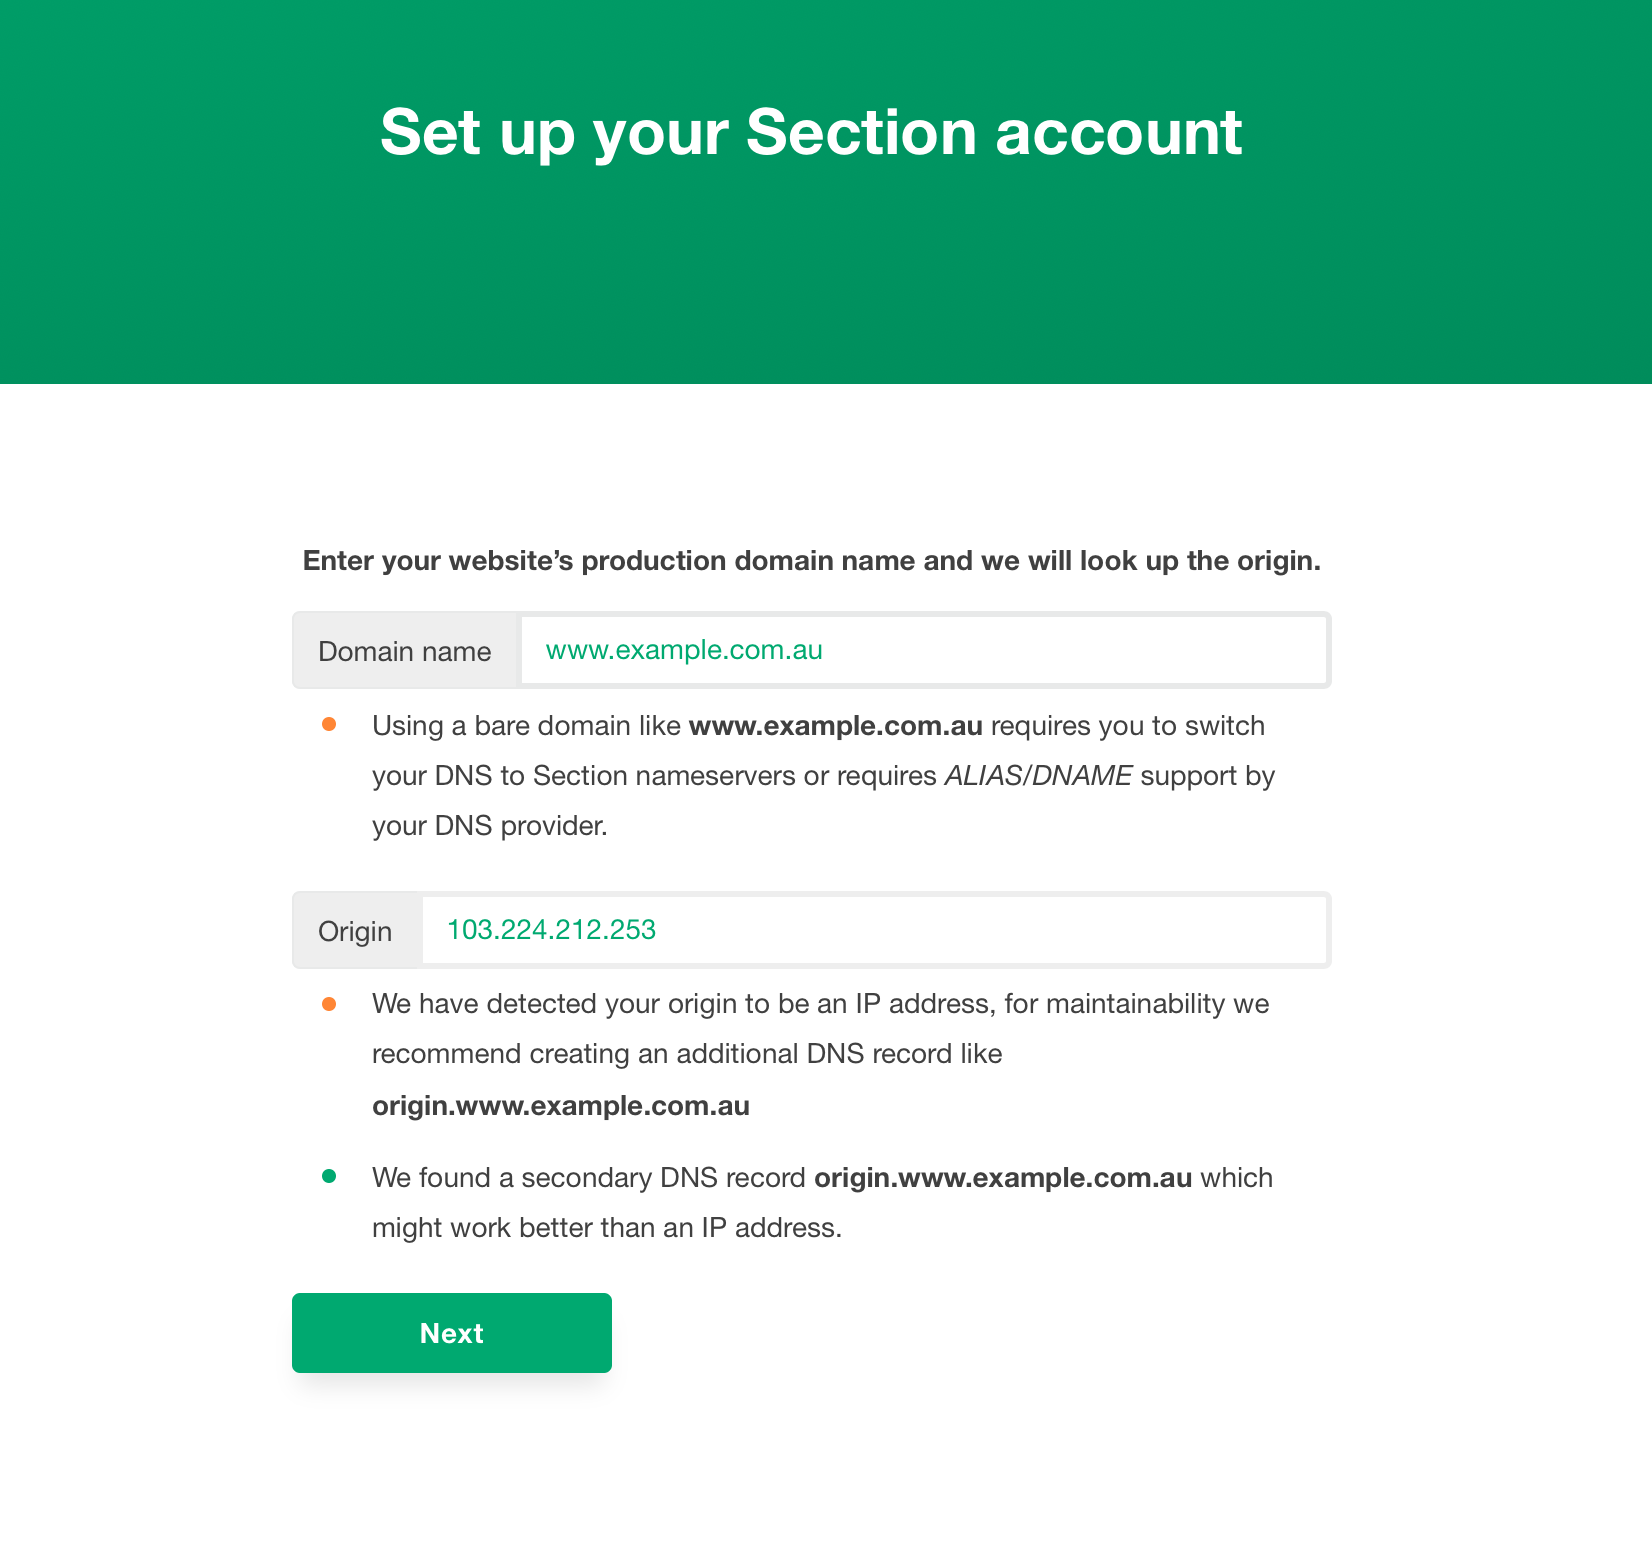 Set up your Section account
Enter your website’s production domain name and we will look up the origin.
Domain name
www.example.com.au
Using a bare domain like www.example.com.au requires you to switch
your DNS to Section nameservers or requires ALIAS/DNAME support by
your DNS provider.
Origin
103.224.212.253
We have detected your origin to be an IP address, for maintainability we
recommend creating an additional DNS record like
origin.www.example.com.au
We found a secondary DNS record origin.www.example.com.au which
might work better than an IP address.
Next